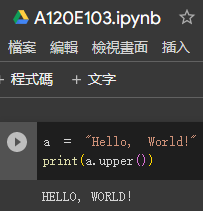 A120E103.ipynb
檔案 編輯 檢視畫面 插入
+ 程式碼 + 文字
a = "Hello, World!"
print(a.upper())
HELLO, WORLD!